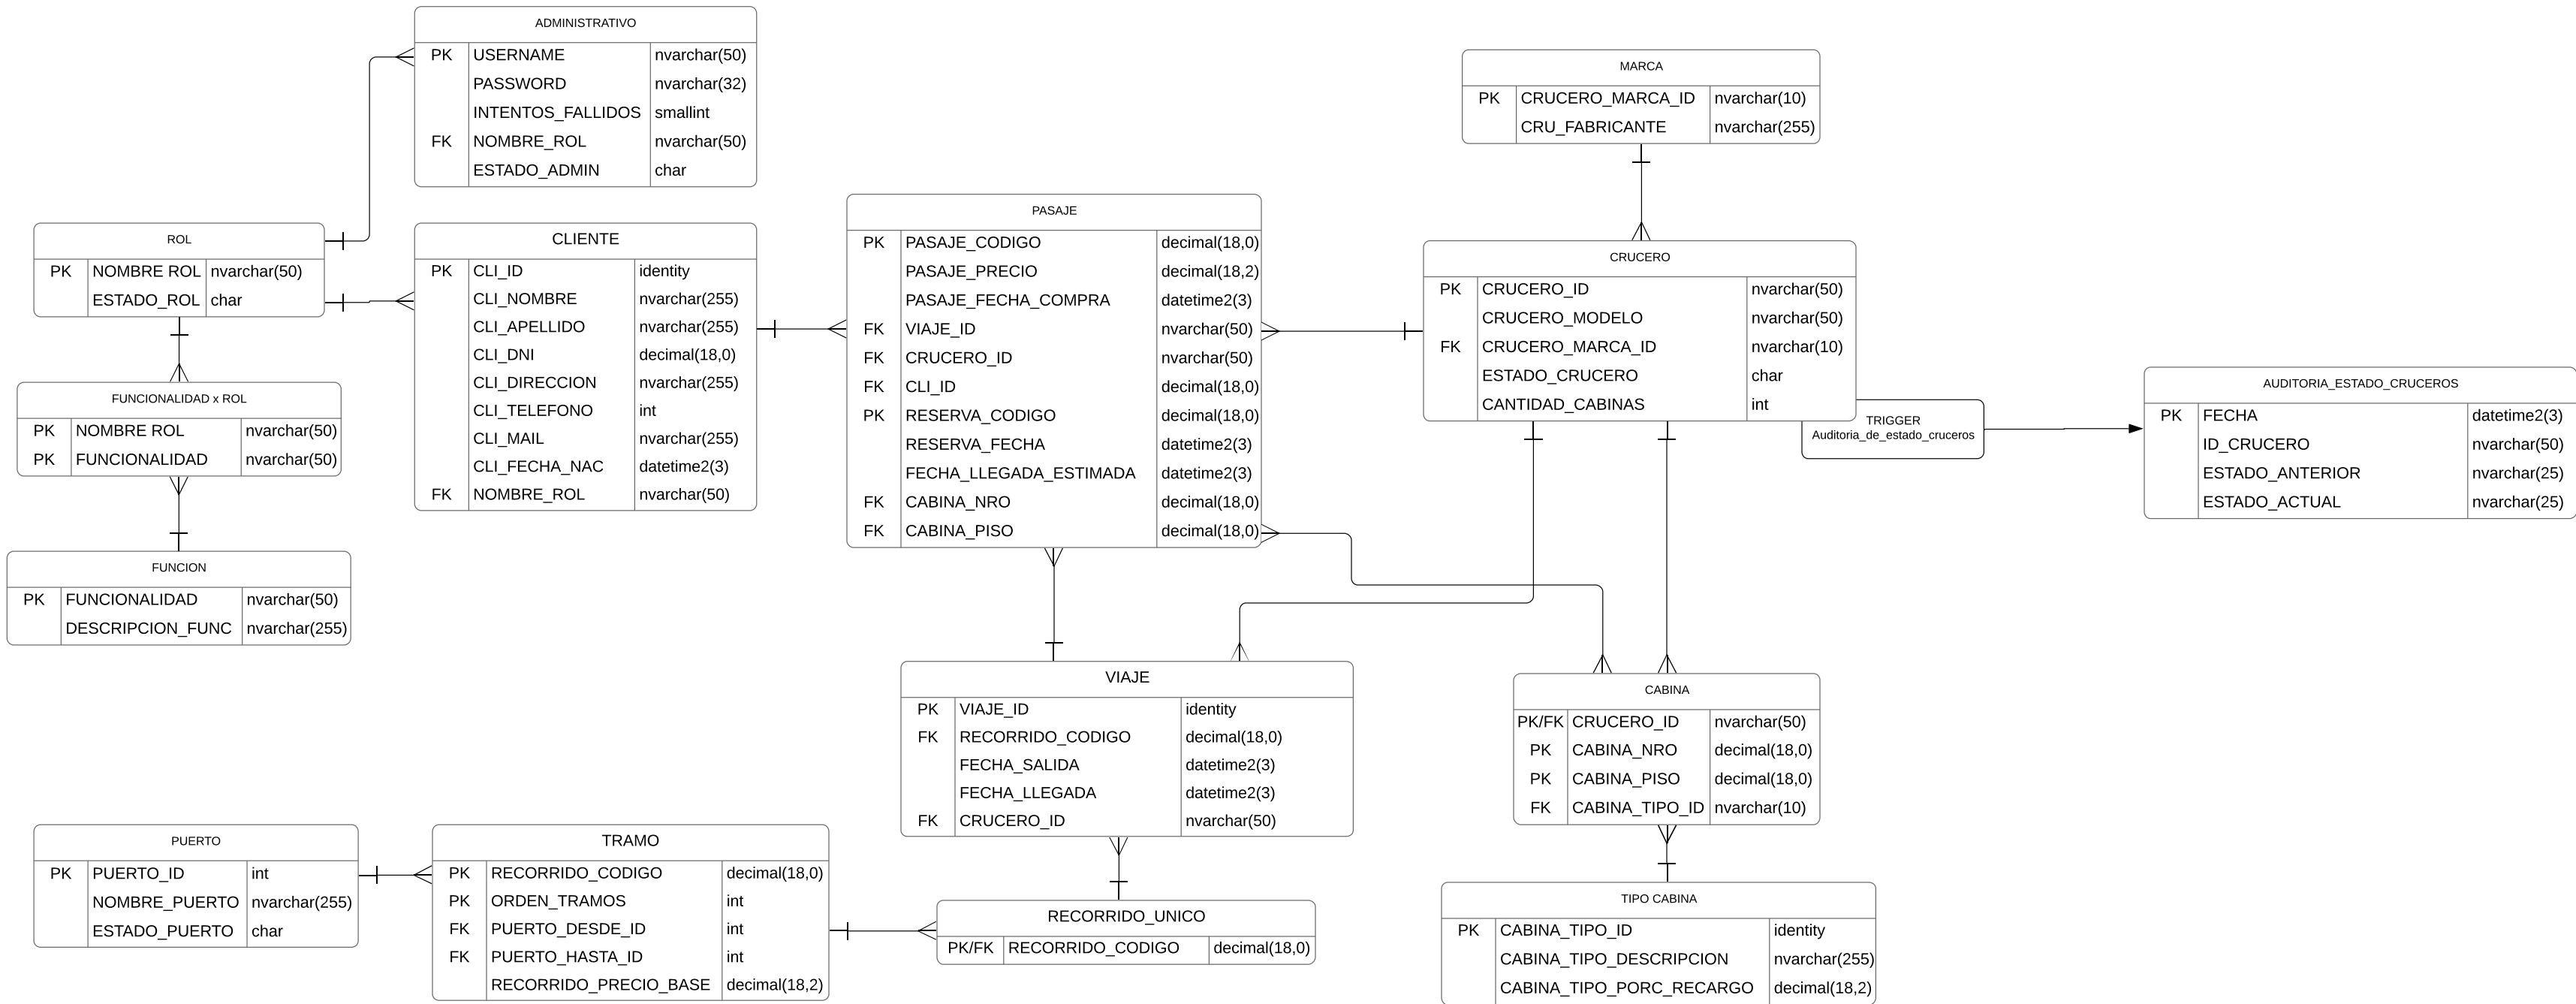 ADMINISTRATIVO
PK USERNAME nvarchar(50)
PASSWORD nvarchar(32)
INTENTOS_FALLIDOS smallint
FK NOMBRE_ROL nvarchar(50)
ESTADO_ADMIN char
MARCA
PK CRUCERO_MARCA_ID nvarchar(10)
CRU_FABRICANTE nvarchar(255)
ROL
PK NOMBRE ROL nvarchar(50)
ESTADO_ROL char
CLIENTE
PK CLI_ID identity
CLI_NOMBRE nvarchar(255)
CLI_APELLIDO nvarchar(255)
CLI_DNI decimal(18,0)
CLI_DIRECCION nvarchar(255)
CLI_TELEFONO int
CLI_MAIL nvarchar(255)
CLI_FECHA_NAC datetime2(3)
FK NOMBRE_ROL nvarchar(50)
PASAJE
PK PASAJE_CODIGO decimal(18,0)
PASAJE_PRECIO decimal(18,2)
PASAJE_FECHA_COMPRA datetime2(3)
FK VIAJE_ID nvarchar(50)
FK CRUCERO_ID nvarchar(50)
FK CLI_ID decimal(18,0)
PK RESERVA_CODIGO decimal(18,0)
RESERVA_FECHA datetime2(3)
FECHA_LLEGADA_ESTIMADA datetime2(3)
FK CABINA_NRO decimal(18,0)
FK CABINA_PISO decimal(18,0)
CRUCERO
PK CRUCERO_ID nvarchar(50)
CRUCERO_MODELO nvarchar(50)
FK CRUCERO_MARCA_ID nvarchar(10)
ESTADO_CRUCERO char
CANTIDAD_CABINAS int
TRIGGER
Auditoria_de_estado_cruceros
AUDITORIA_ESTADO_CRUCEROS
PK FECHA datetime2(3)
ID_CRUCERO nvarchar(50)
ESTADO_ANTERIOR nvarchar(25)
ESTADO_ACTUAL nvarchar(25)
FUNCIONALIDAD x ROL
PK NOMBRE ROL nvarchar(50)
PK FUNCIONALIDAD nvarchar(50)
FUNCION
PK FUNCIONALIDAD nvarchar(50)
DESCRIPCION_FUNC nvarchar(255)
VIAJE
PK VIAJE_ID identity
FK RECORRIDO_CODIGO decimal(18,0)
FECHA_SALIDA datetime2(3)
FECHA_LLEGADA datetime2(3)
FK CRUCERO_ID nvarchar(50)
CABINA
PK/FK CRUCERO_ID nvarchar(50)
PK CABINA_NRO decimal(18,0)
PK CABINA_PISO decimal(18,0)
FK CABINA_TIPO_ID nvarchar(10)
PUERTO
PK PUERTO_ID int
NOMBRE_PUERTO nvarchar(255)
ESTADO_PUERTO char
TRAMO
PK RECORRIDO_CODIGO decimal(18,0)
PK ORDEN_TRAMOS int
FK PUERTO_DESDE_ID int
FK PUERTO_HASTA_ID int
RECORRIDO_PRECIO_BASE decimal(18,2)
RECORRIDO_UNICO
PK/FK RECORRIDO_CODIGO decimal(18,0)
TIPO CABINA
PK CABINA_TIPO_ID identity
CABINA_TIPO_DESCRIPCION nvarchar(255)
CABINA_TIPO_PORC_RECARGO decimal(18,2)